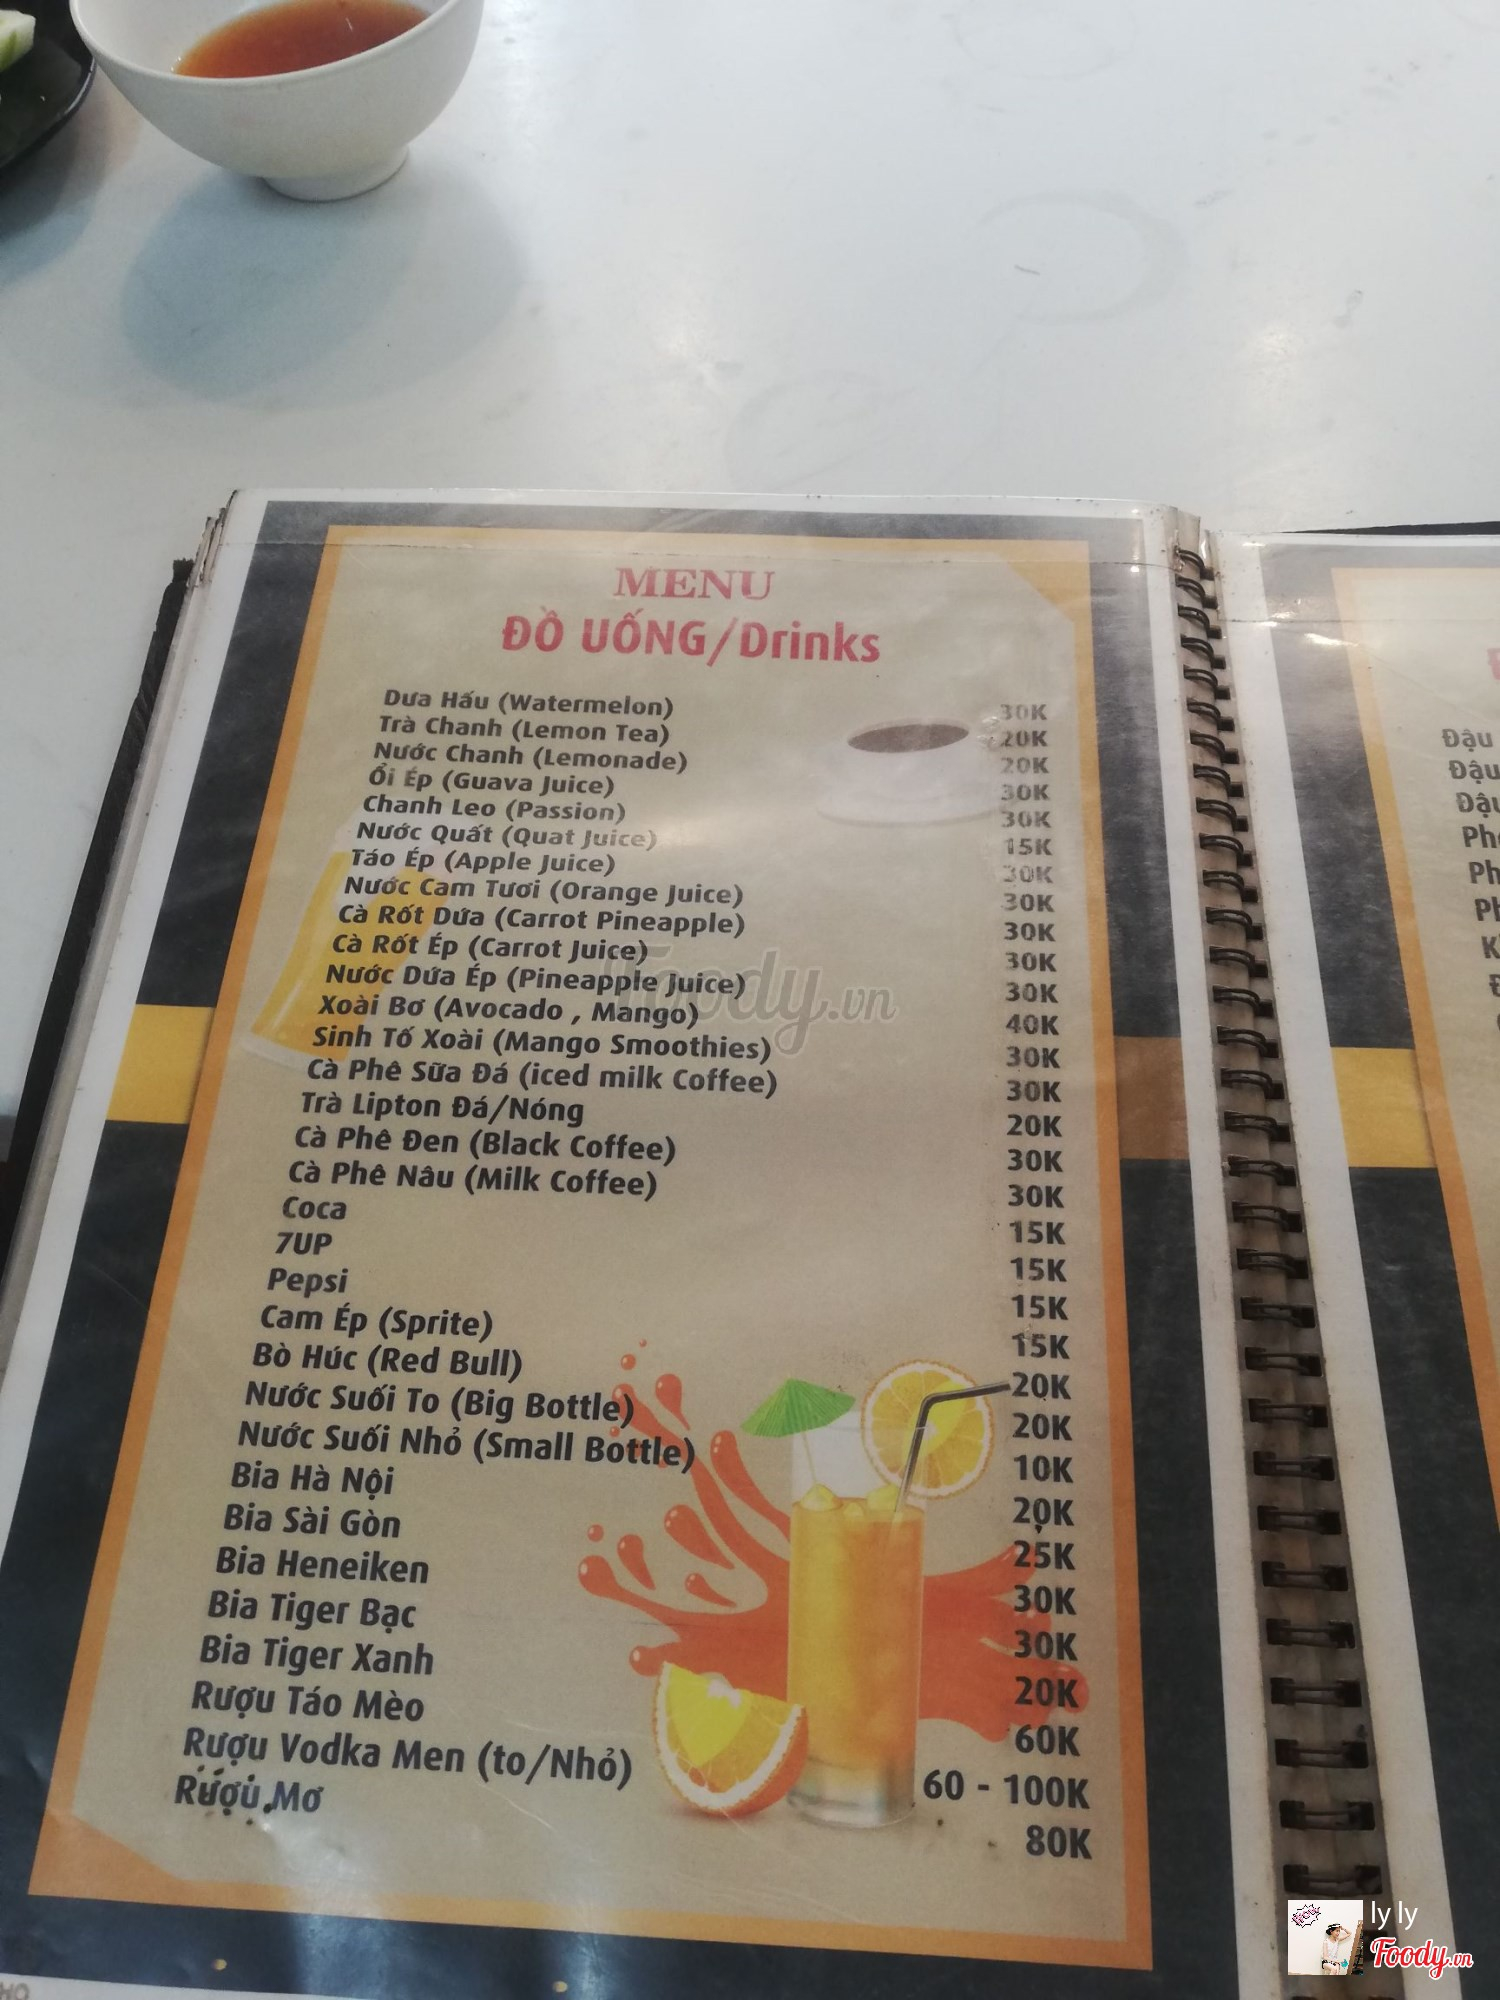 MENU
ĐỒ UỐNG/Drinks
Dưa Hấu (Watermelon) 30K
Trà Chanh (Lemon Tea) 20K
Nước Chanh (Lemonade) 20K
Ổi Ép (Guava Juice) 30K
Chanh Leo (Passion) 30K
Nước Quất (Quat Juice) 15K
Táo Ép (Apple Juice) 30K
Nước Cam Tươi (Orange Juice) 30K
Cà Rốt Dứa (Carrot Pineapple) 30K
Cà Rốt Ép (Carrot Juice) 30K
Nước Dứa Ép (Pineapple Juice) 30K
Xoài Bơ (Avocado , Mango) 40K
Sinh Tố Xoài (Mango Smoothies) 30K
Cà Phê Sữa Đá (iced milk Coffee) 30K
Trà Lipton Đá/Nóng 20K
Cà Phê Đen (Black Coffee) 30K
Cà Phê Nâu (Milk Coffee) 30K
Coca 15K
7UP 15K
Pepsi 15K
Cam Ép (Sprite) 15K
Bò Húc (Red Bull) 20K
Nước Suối To (Big Bottle) 20K
Nước Suối Nhỏ (Small Bottle) 10K
Bia Hà Nội 20K
Bia Sài Gòn 25K
Bia Heneiken 30K
Bia Tiger Bạc 30K
Bia Tiger Xanh 20K
Rượu Táo Mèo 60K
Rượu Vodka Men (to/Nhỏ) 60 - 100K
Rượu Mơ 80K
Foody.vn
Đậu
Đậu
Đậu
ly ly
Foody.vn